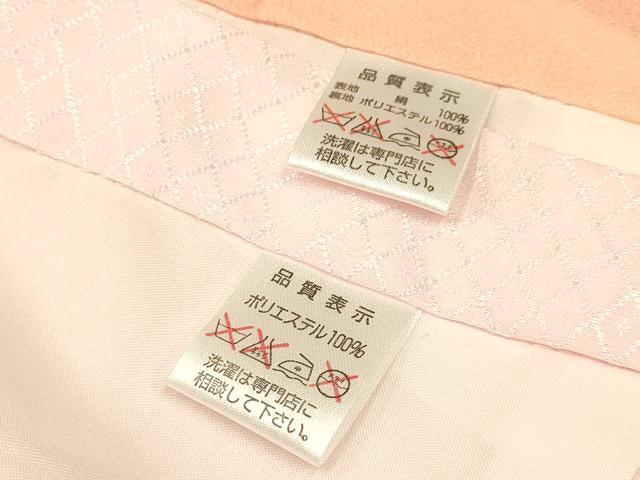 品質表示
表地 絹 100%
裏地 ポリエステル 100%
中
洗濯は専門店に
相談して下さい。
品質表示
ポリエステル100%
中
洗濯は専門店に
相談して下さい。